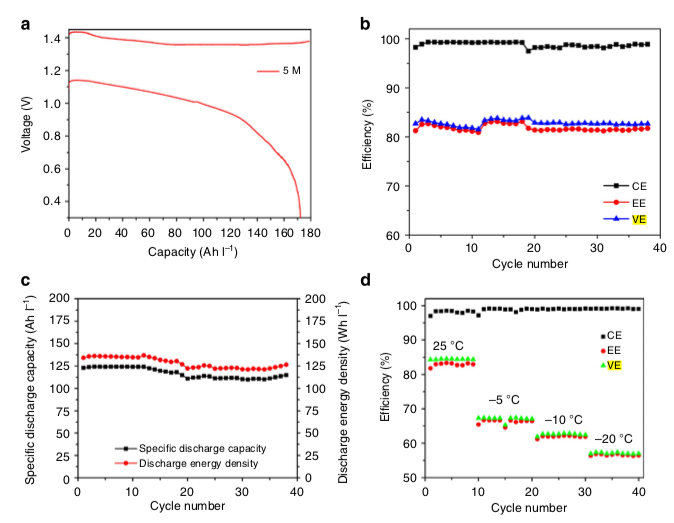 a
1.4
1.2
1.0
0.8
0.6
0.4
Voltage (V)
5 M
0 20 40 60 80 100 120 140 160 180
Capacity (Ah l–1)
b
100
90
80
70
60
Efficiency (%)
CE
EE
VE
0 10 20 30 40
Cycle number
c
200
175
150
125
100
75
50
25
0
Specific discharge capacity (Ah l–1)
200
175
150
125
100
75
50
25
0
Discharge energy density (Wh l–1)
Specific discharge capacity
Discharge energy density
0 10 20 30 40
Cycle number
d
100
90
80
70
60
50
Efficiency (%)
CE
EE
VE
25 °C
–5 °C
–10 °C
–20 °C
0 10 20 30 40
Cycle number